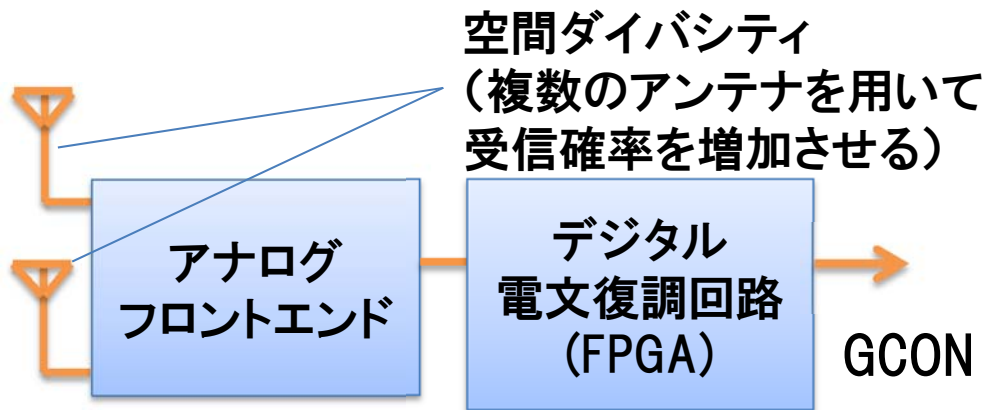 空間ダイバシティ
(複数のアンテナを用いて
受信確率を増加させる)
アナログ
フロントエンド
デジタル
電文復調回路
(FPGA)
GCON